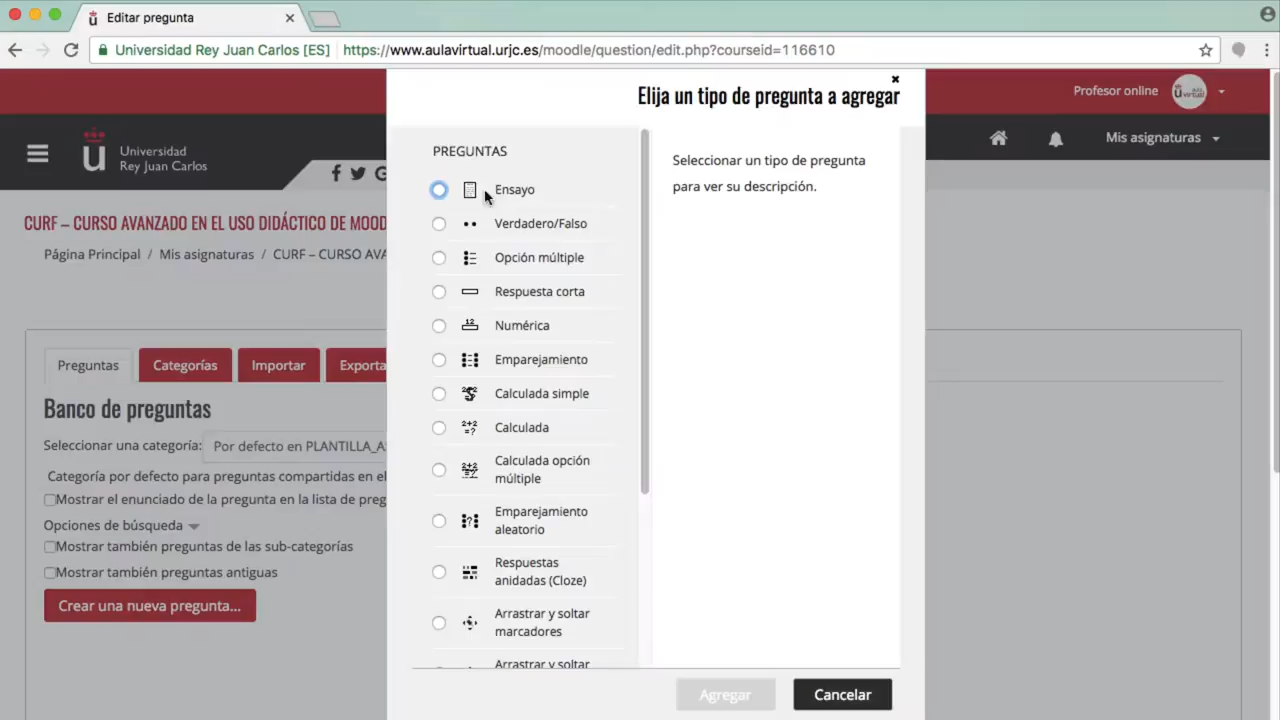 Editar pregunta
Universidad Rey Juan Carlos [ES]
https://www.aulavirtual.urjc.es/moodle/question/edit.php?courseid=116610
Elija un tipo de pregunta a agregar
Profesor online
Universidad
Rey Juan Carlos
Mis asignaturas
CURF – CURSO AVANZADO EN EL USO DIDÁCTICO DE MOOD
Página Principal / Mis asignaturas / CURF – CURSO AVA
Preguntas
Categorías
Importar
Exporta
Banco de preguntas
Seleccionar una categoría: Por defecto en PLANTILLA_A
Categoría por defecto para preguntas compartidas en el
Mostrar el enunciado de la pregunta en la lista de preg
Opciones de búsqueda
Mostrar también preguntas de las sub-categorías
Mostrar también preguntas antiguas
Crear una nueva pregunta...
PREGUNTAS
Ensayo
Verdadero/Falso
Opción múltiple
Respuesta corta
Numérica
Emparejamiento
Calculada simple
Calculada
Calculada opción
múltiple
Emparejamiento
aleatorio
Respuestas
anidadas (Cloze)
Arrastrar y soltar
marcadores
Arrastrar y soltar
Seleccionar un tipo de pregunta
para ver su descripción.
Agregar
Cancelar